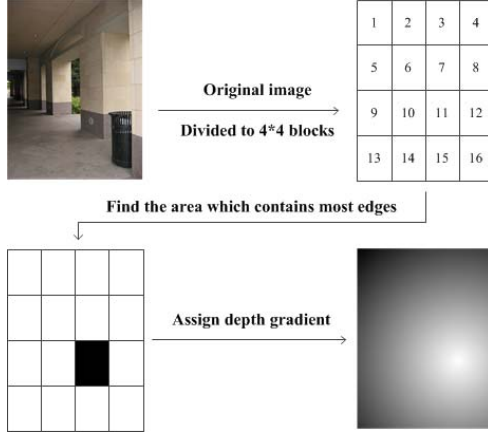 1 2 3 4
Original image
5 6 7 8
Divided to 4*4 blocks
9 10 11 12
13 14 15 16
Find the area which contains most edges
Assign depth gradient